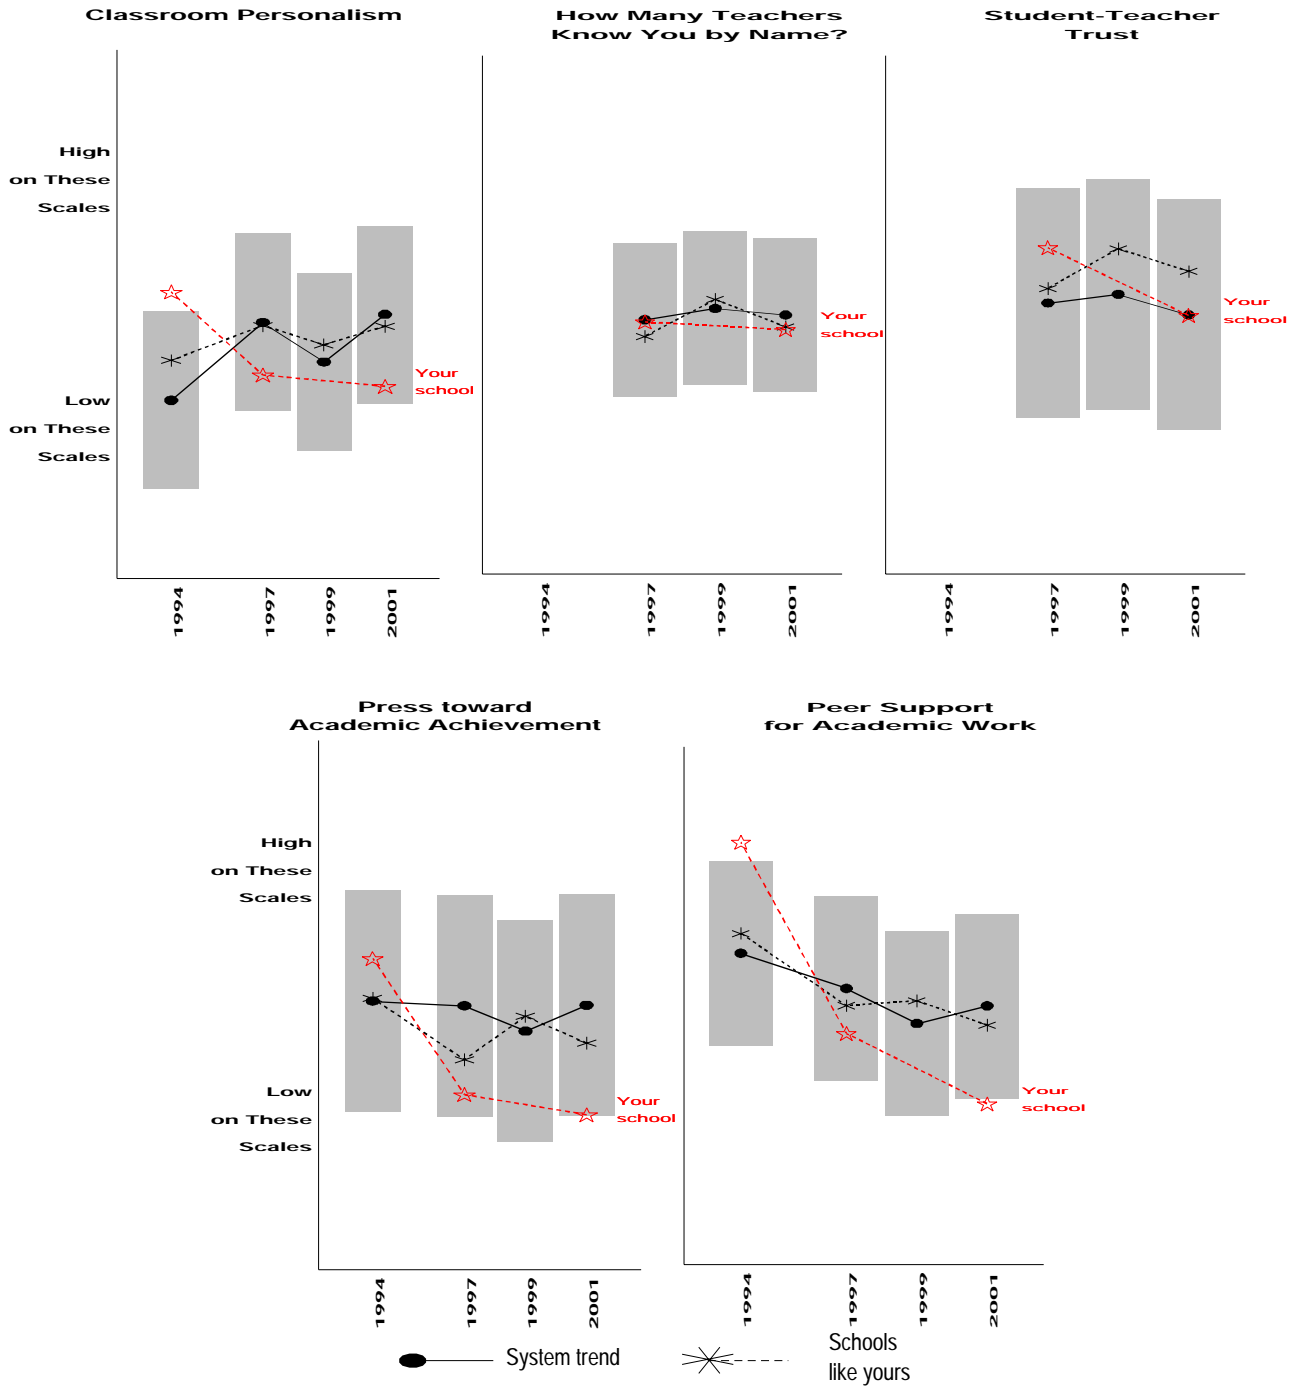 Classroom Personalism
How Many Teachers
Know You by Name?
Student-Teacher
Trust
High
on These
Scales
Low
on These
Scales
Your
school
Your
school
Your
school
1994
1997
1999
2001
1994
1997
1999
2001
1994
1997
1999
2001
Press toward
Academic Achievement
Peer Support
for Academic Work
High
on These
Scales
Low
on These
Scales
Your
school
Your
school
1994
1997
1999
2001
1994
1997
1999
2001
System trend
Schools
like yours